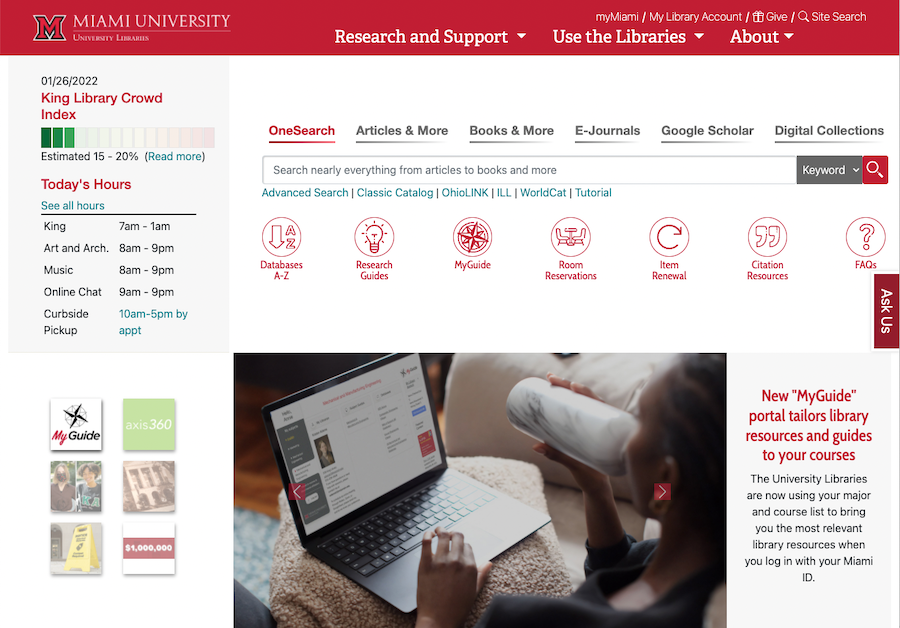 MIAMI UNIVERSITY
UNIVERSITY LIBRARIES
myMiami / My Library Account / Give / Site Search
Research and Support
Use the Libraries
About
01/26/2022
King Library Crowd
Index
Estimated 15 - 20% (Read more)
Today's Hours
See all hours
King 7am - 1am
Art and Arch. 8am - 9pm
Music 8am - 9pm
Online Chat 9am - 9pm
Curbside 10am-5pm by
Pickup appt
OneSearch
Articles & More
Books & More
E-Journals
Google Scholar
Digital Collections
Search nearly everything from articles to books and more
Keyword
Advanced Search | Classic Catalog | OhioLINK | ILL | WorldCat | Tutorial
A
Z
Databases
A-Z
Research
Guides
MyGuide
Room
Reservations
Item
Renewal
Citation
Resources
?
FAQs
Ask Us
MyGuide
axis360
$1,000,000
New "MyGuide"
portal tailors library
resources and guides
to your courses
The University Libraries
are now using your major
and course list to bring
you the most relevant
library resources when
you log in with your Miami
ID.